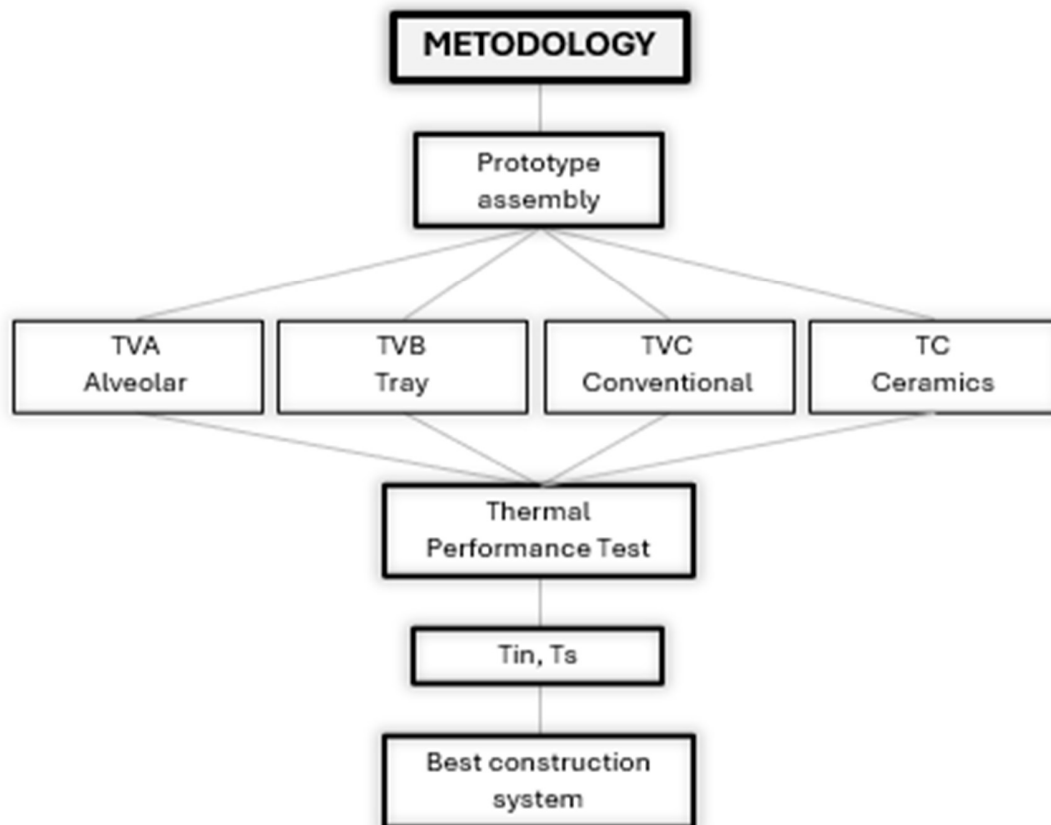 METODOLOGY
Prototype
assembly
TVA
Alveolar
TVB
Tray
TVC
Conventional
TC
Ceramics
Thermal
Performance Test
Tin, Ts
Best construction
system